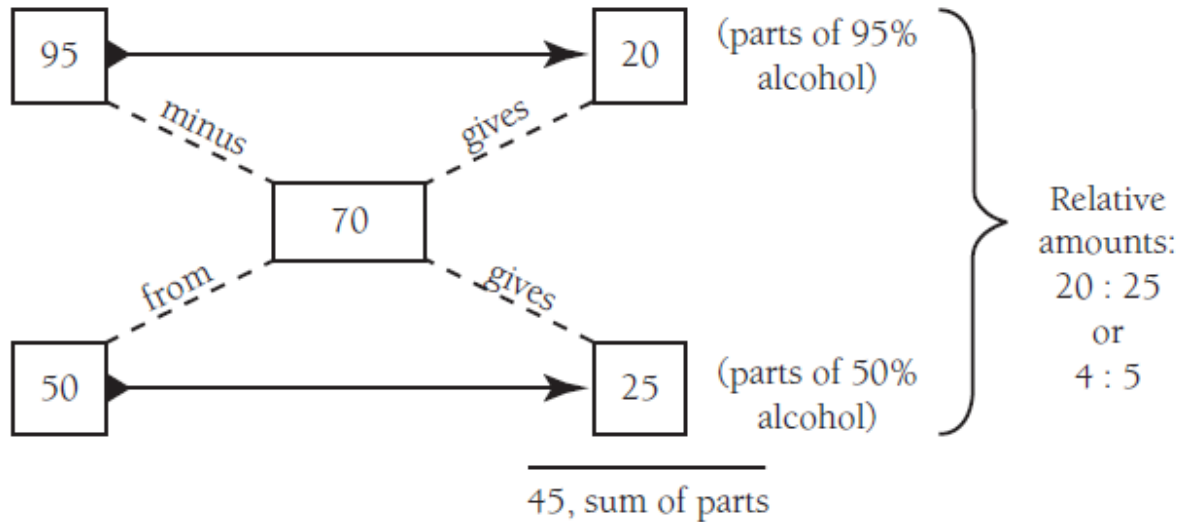 95
20
(parts of 95%
alcohol)
minus
gives
70
Relative
amounts:
20 : 25
or
4 : 5
from
gives
50
25
(parts of 50%
alcohol)
45, sum of parts